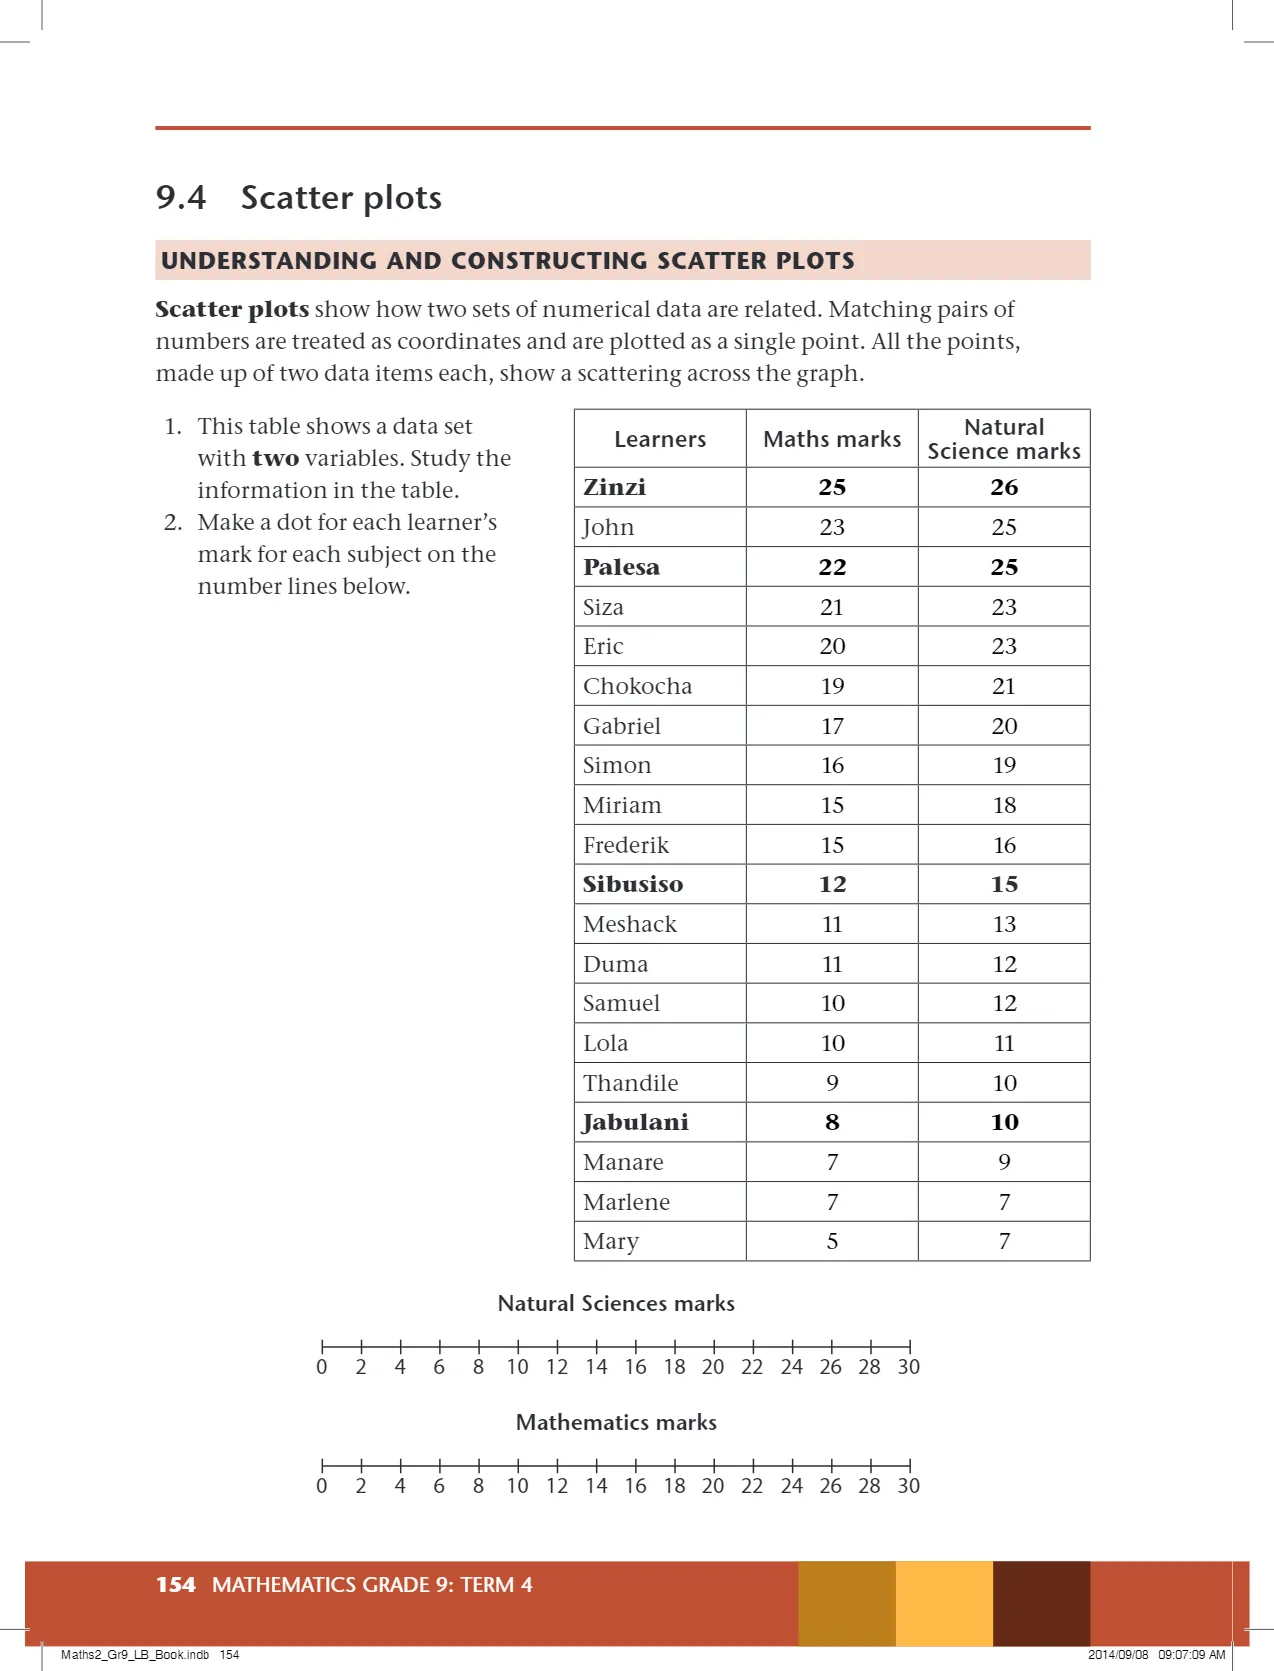 9.4 Scatter plots
UNDERSTANDING AND CONSTRUCTING SCATTER PLOTS
Scatter plots show how two sets of numerical data are related. Matching pairs of
numbers are treated as coordinates and are plotted as a single point. All the points,
made up of two data items each, show a scattering across the graph.
1. This table shows a data set
with two variables. Study the
information in the table.
2. Make a dot for each learner’s
mark for each subject on the
number lines below.
Learners Maths marks Natural Science marks
Zinzi 25 26
John 23 25
Palesa 22 25
Siza 21 23
Eric 20 23
Chokocha 19 21
Gabriel 17 20
Simon 16 19
Miriam 15 18
Frederik 15 16
Sibusiso 12 15
Meshack 11 13
Duma 11 12
Samuel 10 12
Lola 10 11
Thandile 9 10
Jabulani 8 10
Manare 7 9
Marlene 7 7
Mary 5 7
Natural Sciences marks
0 2 4 6 8 10 12 14 16 18 20 22 24 26 28 30
Mathematics marks
0 2 4 6 8 10 12 14 16 18 20 22 24 26 28 30
154 MATHEMATICS GRADE 9: TERM 4
Maths2_Gr9_LB_Book.indb 154
2014/09/08 09:07:09 AM